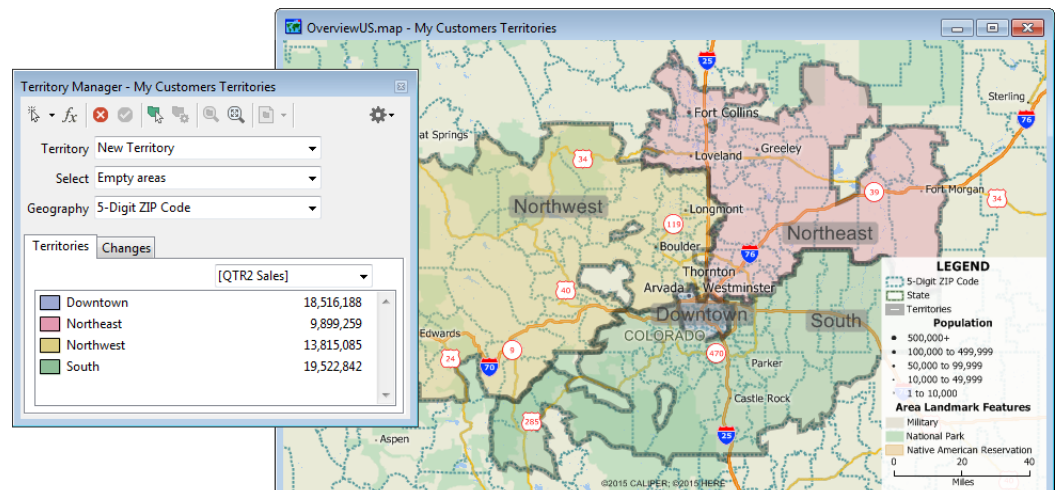 OverviewUS.map - My Customers Territories
Territory Manager - My Customers Territories
Territory New Territory
Select Empty areas
Geography 5-Digit ZIP Code
Territories Changes
[QTR2 Sales]
Downtown 18,516,188
Northeast 9,899,259
Northwest 13,815,085
South 19,522,842
25
Sterling
76
Fort Collins
at Springs
34
Loveland
Greeley
39
Fort Morgan
34
Northwest
Longmont
119
Northeast
Boulder
76
Thornton
40
Arvada
Westminster
Downtown
South
COLORADO
Edwards
24
9
70
470
Parker
Castle Rock
285
25
Aspen
©2015 CALIPER; ©2015 HERE
LEGEND
5-Digit ZIP Code
State
Territories
Population
500,000+
100,000 to 499,999
50,000 to 99,999
10,000 to 49,999
1 to 10,000
Area Landmark Features
Military
National Park
Native American Reservation
0 20 40
Miles